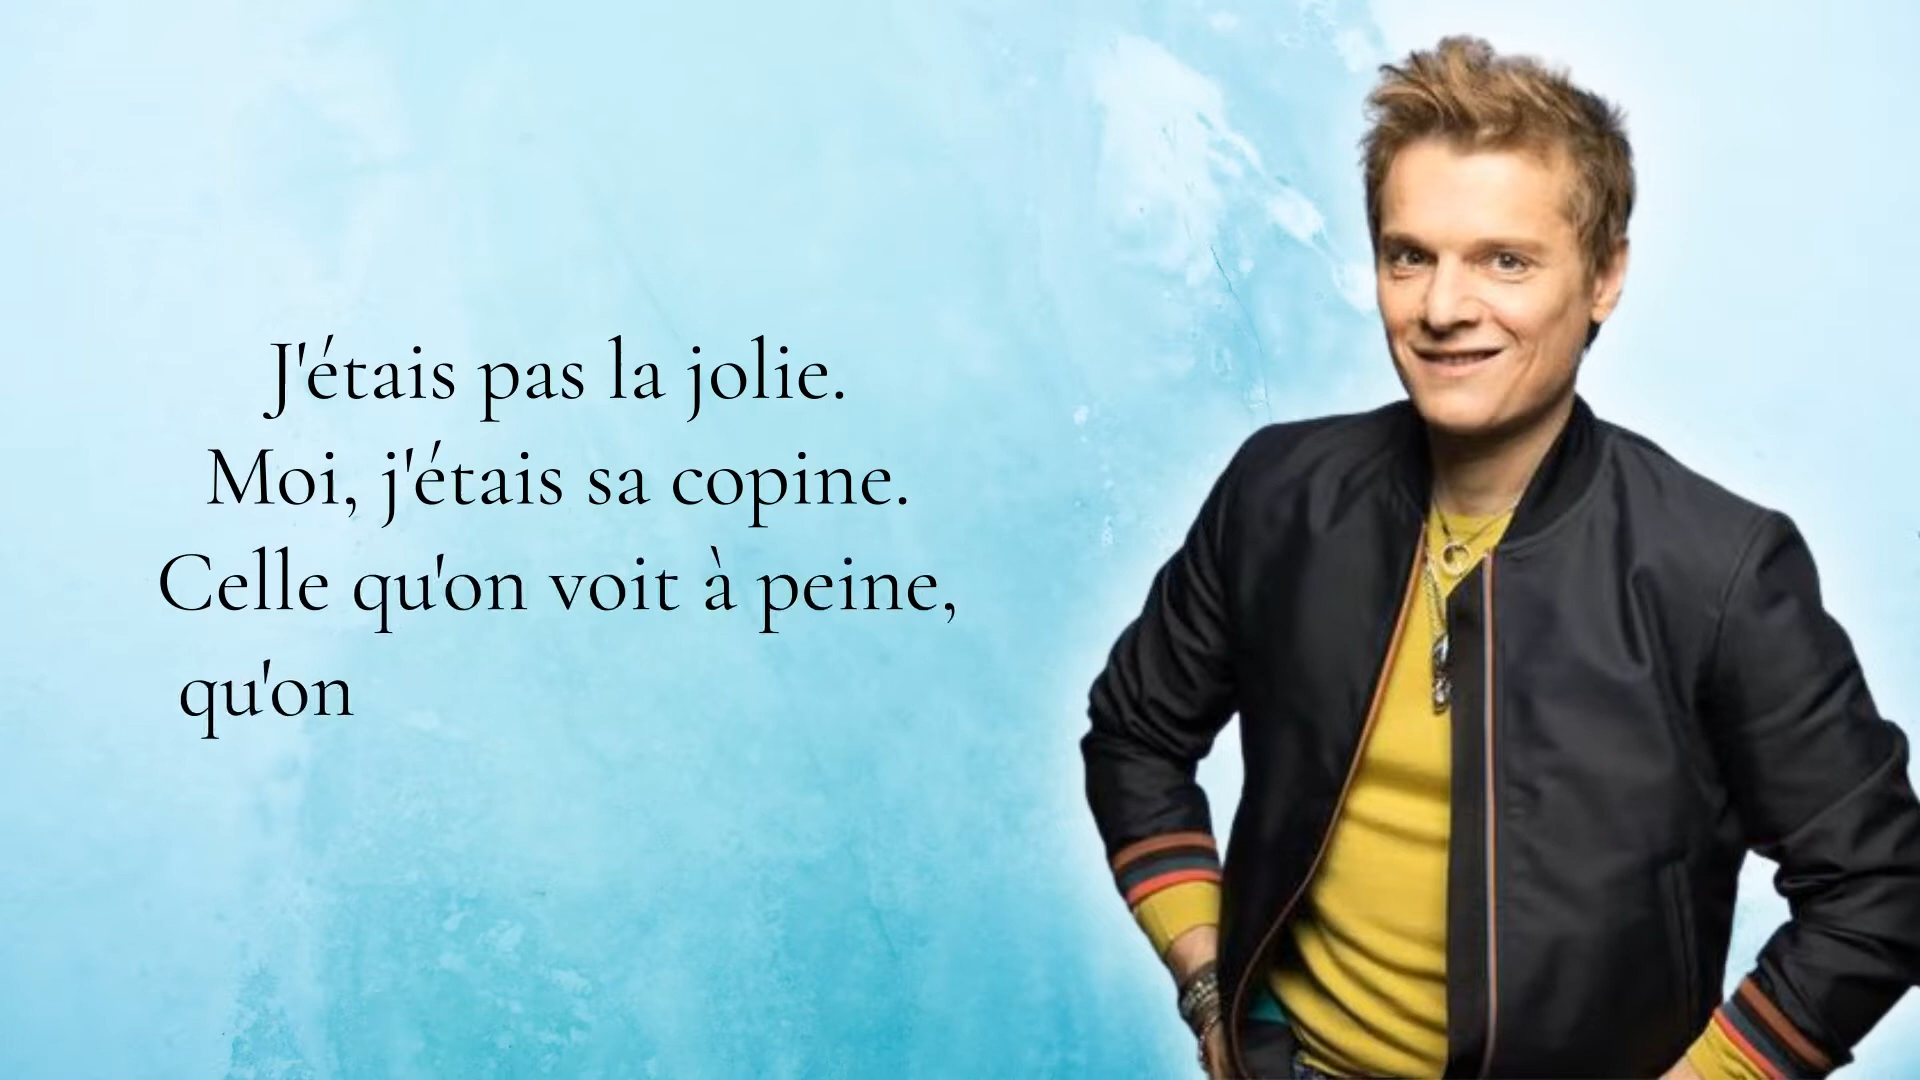 J'étais pas la jolie.
Moi, j'étais sa copine.
Celle qu'on voit à peine,
qu'on